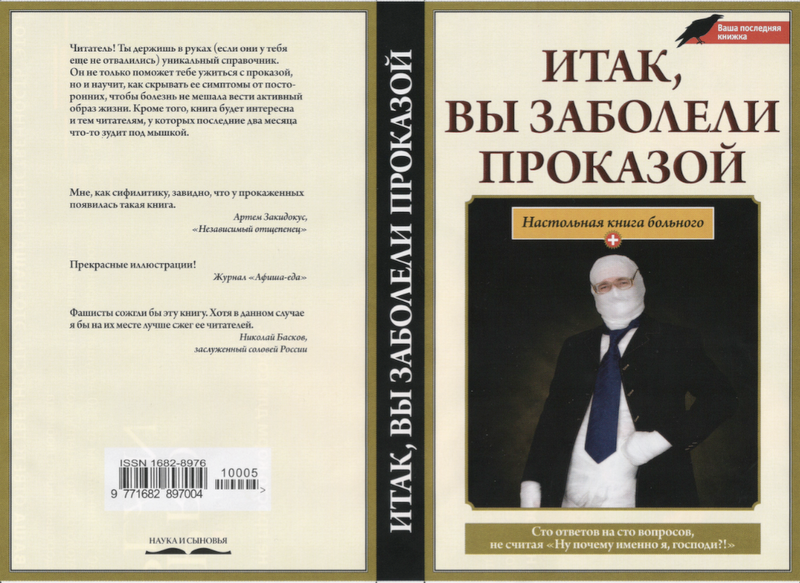 Читатель! Ты держишь в руках (если они у тебя
еще не отвалились) уникальный справочник.
Он не только поможет тебе ужиться с проказой,
но и научит, как скрывать ее симптомы от посто-
ронних, чтобы болезнь не мешала вести активный
образ жизни. Кроме того, книга будет интересна
и тем читателям, у которых последние два месяца
что-то зудит под мышкой.
Мне, как сифилитику, завидно, что у прокаженных
появилась такая книга.
Артем Закидокус,
«Независимый отщепенец»
Прекрасные иллюстрации!
Журнал «Афиша-еда»
Фашисты сожгли бы эту книгу. Хотя в данном случае
я бы на их месте лучше сжег ее читателей.
Николай Басков,
заслуженный соловей России
ISSN 1682-8976
10005
9 771682 897004 >
НАУКА И СЫНОВЬЯ
ИТАК, ВЫ ЗАБОЛЕЛИ ПРОКАЗОЙ
Ваша последняя
книжка
ИТАК,
ВЫ ЗАБОЛЕЛИ
ПРОКАЗОЙ
Настольная книга больного
Сто ответов на сто вопросов,
не считая «Ну почему именно я, господи?!»